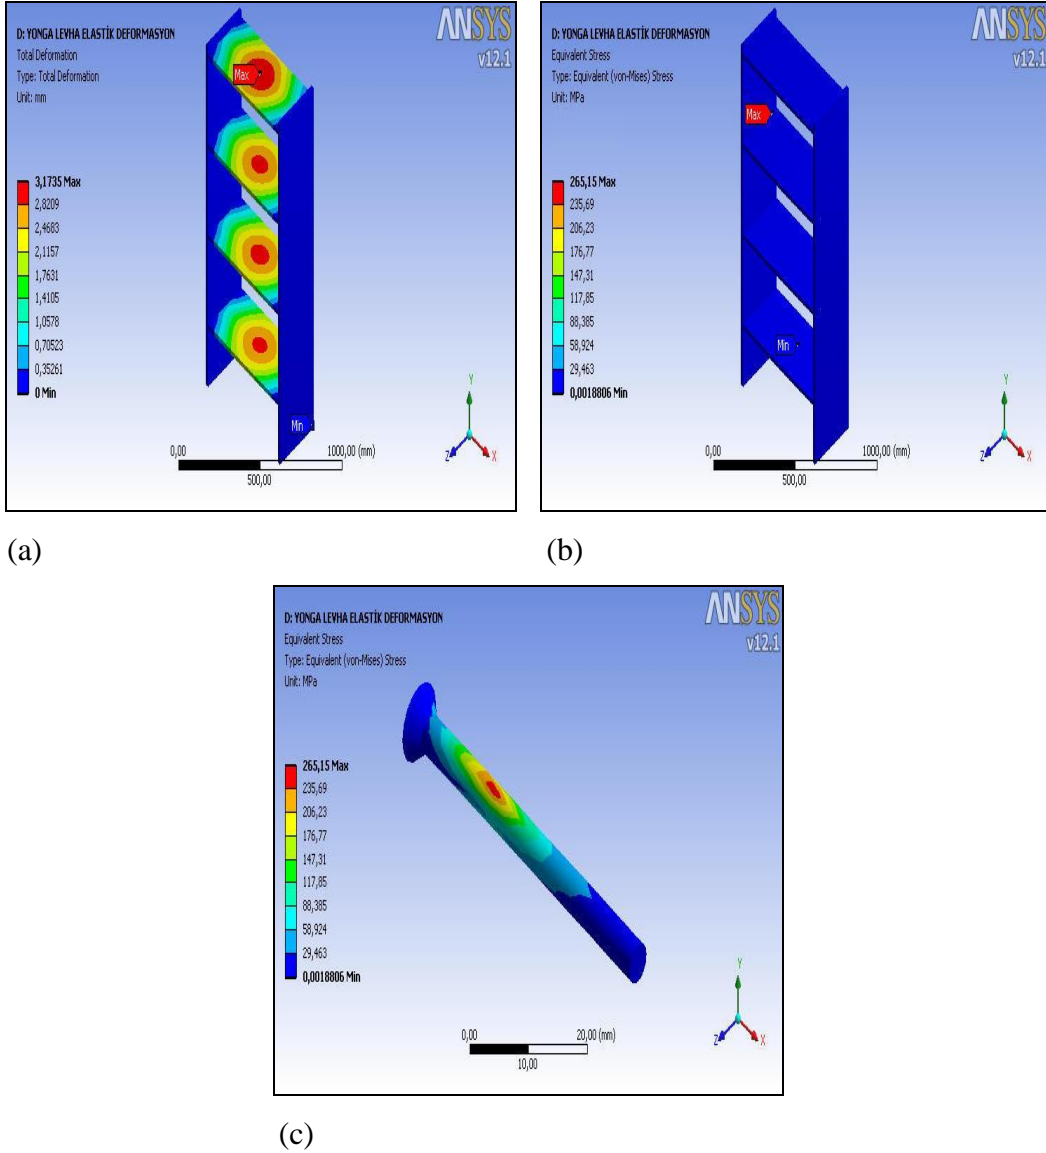 D: YONGA LEVHA ELASTİK DEFORMASYON
Total Deformation
Type: Total Deformation
Unit: mm
ANSYS
v12.1
Max
3,1735 Max
2,8209
2,4683
2,1157
1,7631
1,4105
1,0578
0,70523
0,35261
0 Min
Min
0,00
1000,00 (mm)
500,00
Y
Z
X
(a)
D: YONGA LEVHA ELASTİK DEFORMASYON
Equivalent Stress
Type: Equivalent (von-Mises) Stress
Unit: MPa
ANSYS
v12.1
Max
265,15 Max
235,69
206,23
176,77
147,31
117,85
88,385
58,924
29,463
0,0018806 Min
Min
0,00
1000,00 (mm)
500,00
Y
Z
X
(b)
D: YONGA LEVHA ELASTİK DEFORMASYON
Equivalent Stress
Type: Equivalent (von-Mises) Stress
Unit: MPa
ANSYS
v12.1
265,15 Max
235,69
206,23
176,77
147,31
117,85
88,385
58,924
29,463
0,0018806 Min
0,00
20,00 (mm)
10,00
Y
Z
X
(c)